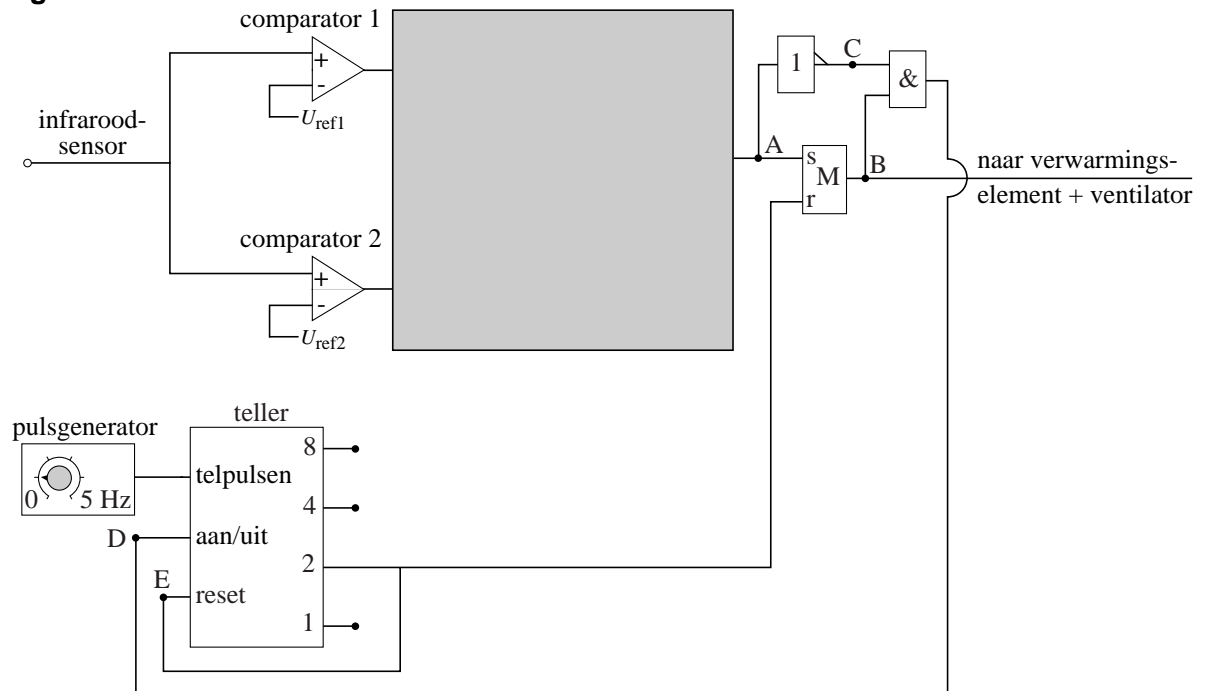 comparator 1
+
-
Uref1
infrarood-
sensor
comparator 2
+
-
Uref2
1
C
&
A
s
M
r
B
naar verwarmings-
element + ventilator
teller
pulsgenerator
0
5 Hz
telpulsen
8
4
D
aan/uit
2
E
reset
1